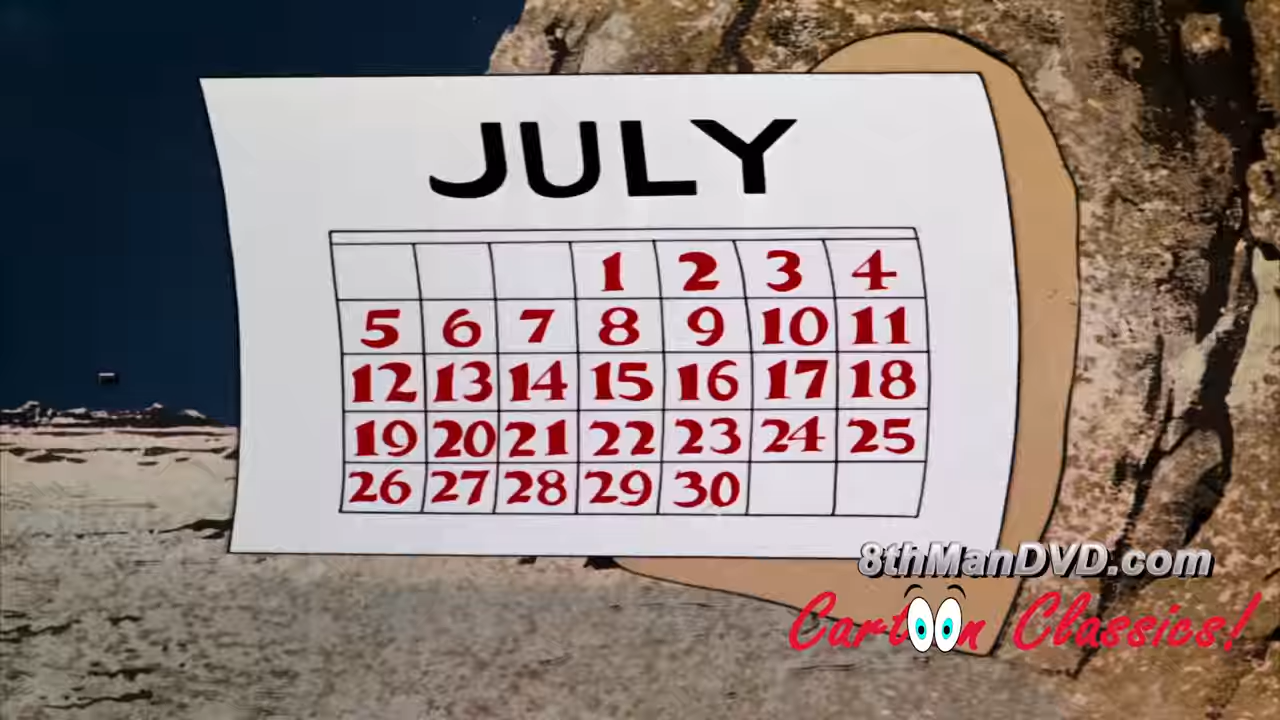 JULY
1 2 3 4
5 6 7 8 9 10 11
12 13 14 15 16 17 18
19 20 21 22 23 24 25
26 27 28 29 30
8thManDVD.com
Cartoon Classics!